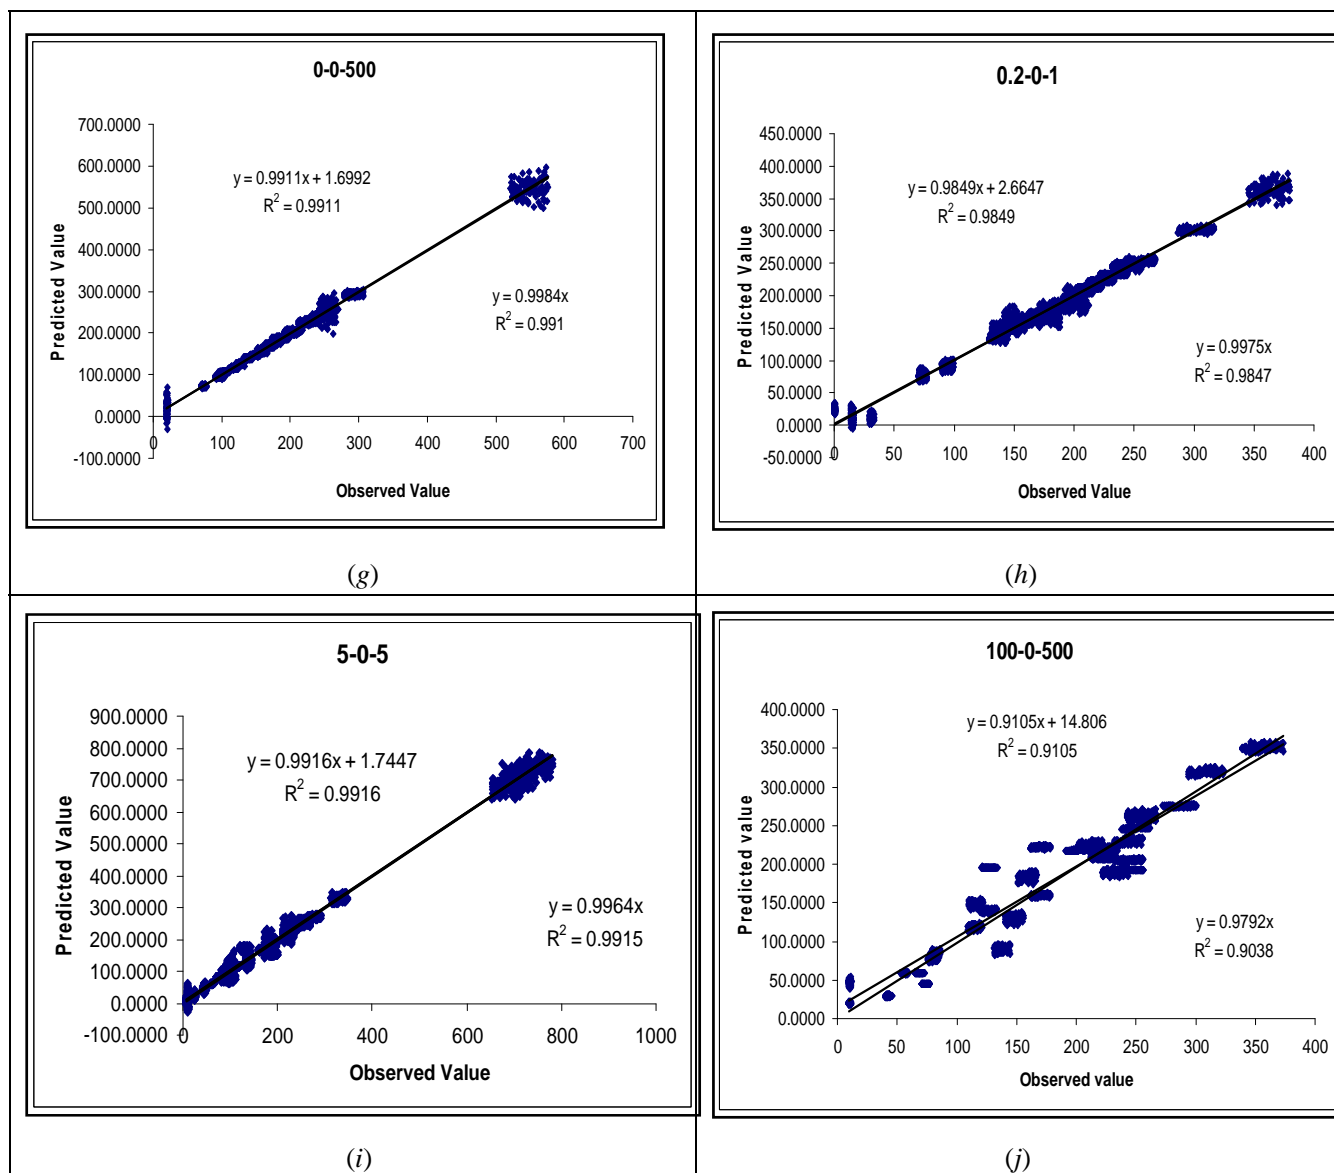 0-0-500
700.0000
600.0000
500.0000
400.0000
300.0000
200.0000
100.0000
0.0000
-100.0000
Predicted Value
y = 0.9911x + 1.6992
R² = 0.9911
y = 0.9984x
R² = 0.991
0 100 200 300 400 500 600 700
Observed Value
(g)
0.2-0-1
450.0000
400.0000
350.0000
300.0000
250.0000
200.0000
150.0000
100.0000
50.0000
0.0000
-50.0000
Predicted Value
y = 0.9849x + 2.6647
R² = 0.9849
y = 0.9975x
R² = 0.9847
0 50 100 150 200 250 300 350 400
Observed Value
(h)
5-0-5
900.0000
800.0000
700.0000
600.0000
500.0000
400.0000
300.0000
200.0000
100.0000
0.0000
-100.0000
Predicted Value
y = 0.9916x + 1.7447
R² = 0.9916
y = 0.9964x
R² = 0.9915
0 200 400 600 800 1000
Observed Value
(i)
100-0-500
400.0000
350.0000
300.0000
250.0000
200.0000
150.0000
100.0000
50.0000
0.0000
Predicted value
y = 0.9105x + 14.806
R² = 0.9105
y = 0.9792x
R² = 0.9038
0 50 100 150 200 250 300 350 400
Observed value
(j)